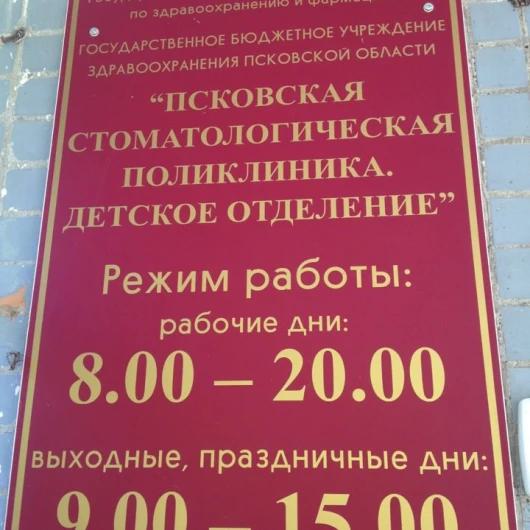 по здравоохранению и
ГОСУДАРСТВЕННОЕ БЮДЖЕТНОЕ УЧРЕЖДЕНИЕ
ЗДРАВООХРАНЕНИЯ ПСКОВСКОЙ ОБЛАСТИ
“ПСКОВСКАЯ
СТОМАТОЛОГИЧЕСКАЯ
ПОЛИКЛИНИКА.
ДЕТСКОЕ ОТДЕЛЕНИЕ”
Режим работы:
рабочие дни:
8.00 – 20.00
выходные, праздничные дни:
9.00 – 15.00